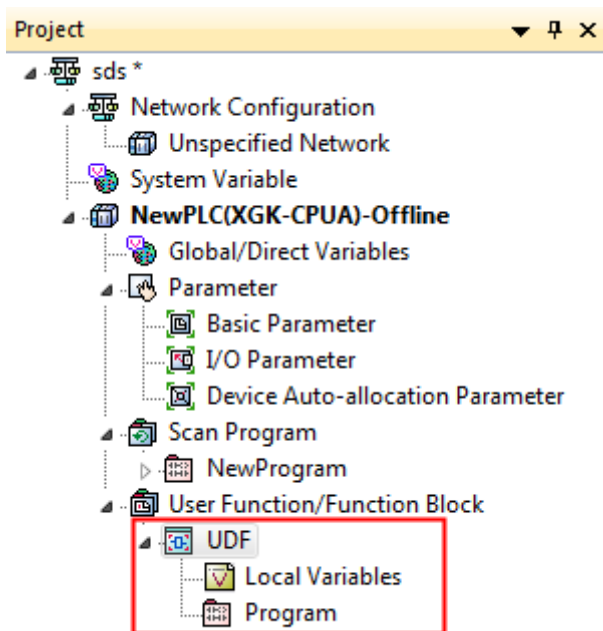 Project
sds *
Network Configuration
Unspecified Network
System Variable
NewPLC(XGK-CPUA)-Offline
Global/Direct Variables
Parameter
Basic Parameter
I/O Parameter
Device Auto-allocation Parameter
Scan Program
NewProgram
User Function/Function Block
UDF
Local Variables
Program